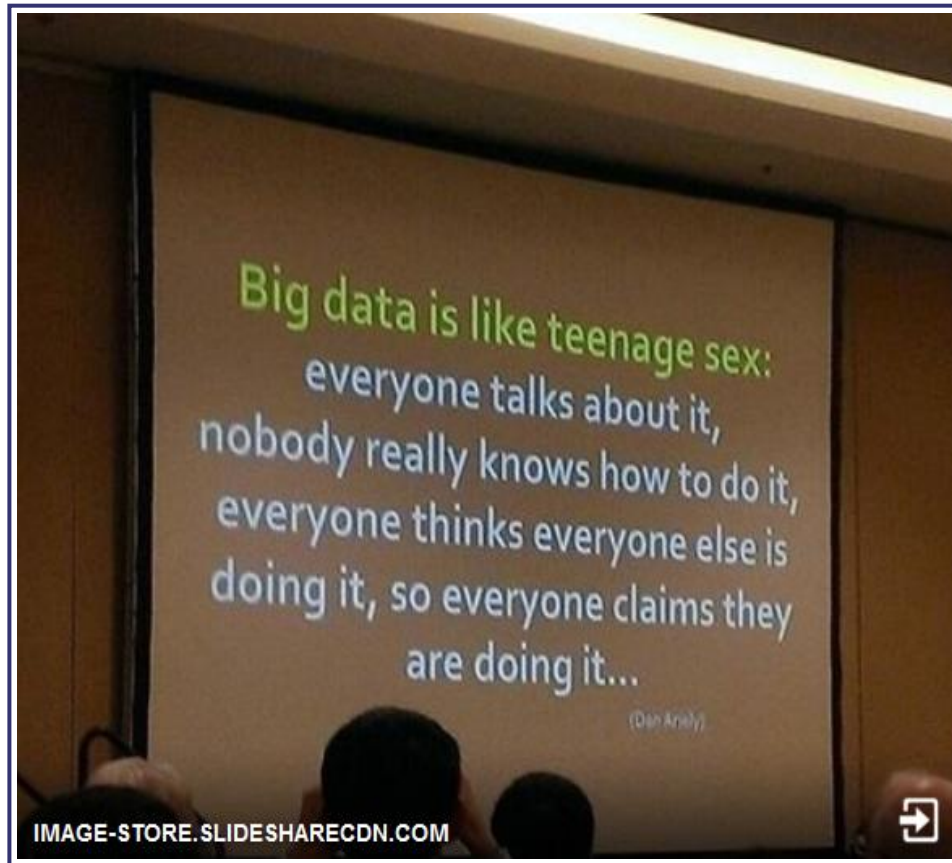 Big data is like teenage sex:
everyone talks about it,
nobody really knows how to do it,
everyone thinks everyone else is
doing it, so everyone claims they
are doing it...
(Dan Ariely)
IMAGE-STORE.SLIDESHARECDN.COM